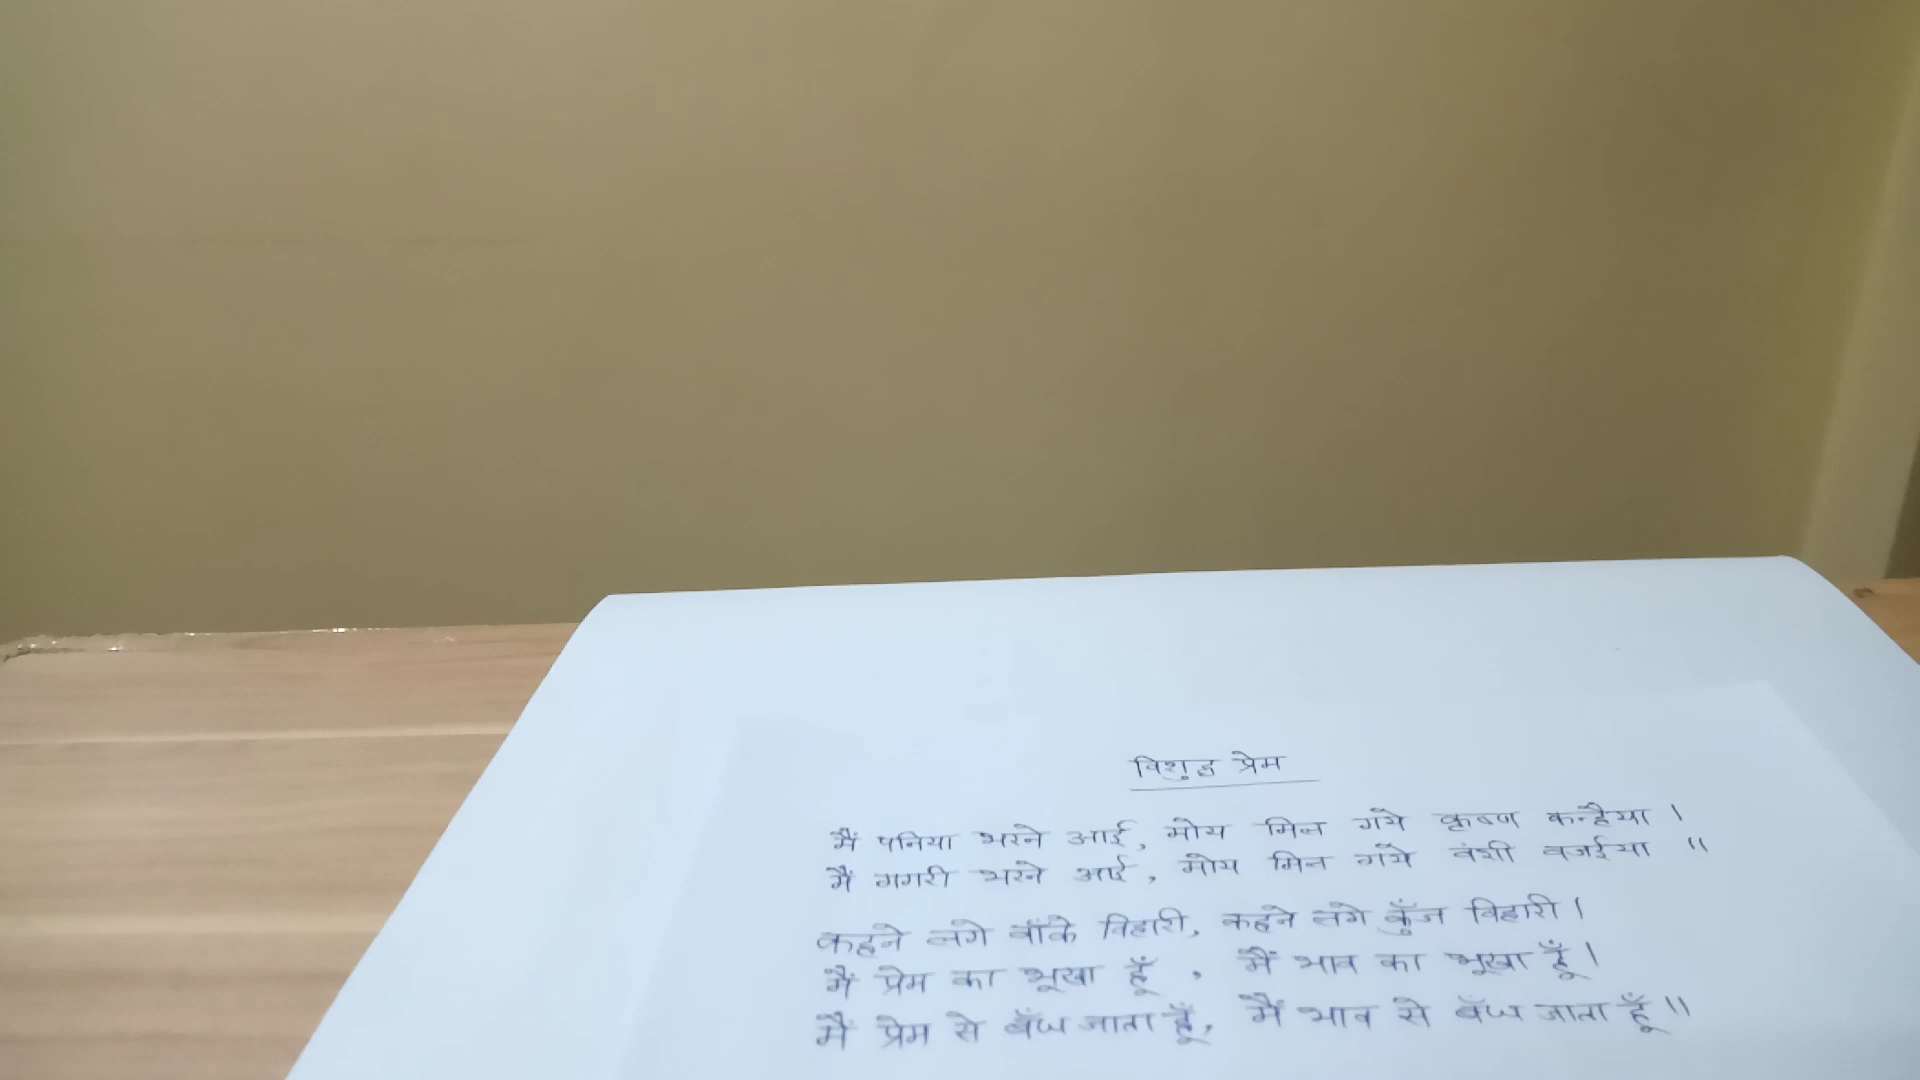 विशुद्ध प्रेम
मैं पनिया भरने आई, मोय मिल गये कृष्ण कन्हैया ।
मैं गगरी भरने आई, मोय मिल गये वंशी बजईया ॥
कहने लगे बाँके विहारी, कहने लगे कुँज विहारी ।
मैं प्रेम का भूखा हूँ , मैं भाव का भूखा हूँ ।
मैं प्रेम से बँध जाता हूँ, मैं भाव से बँध जाता हूँ ॥